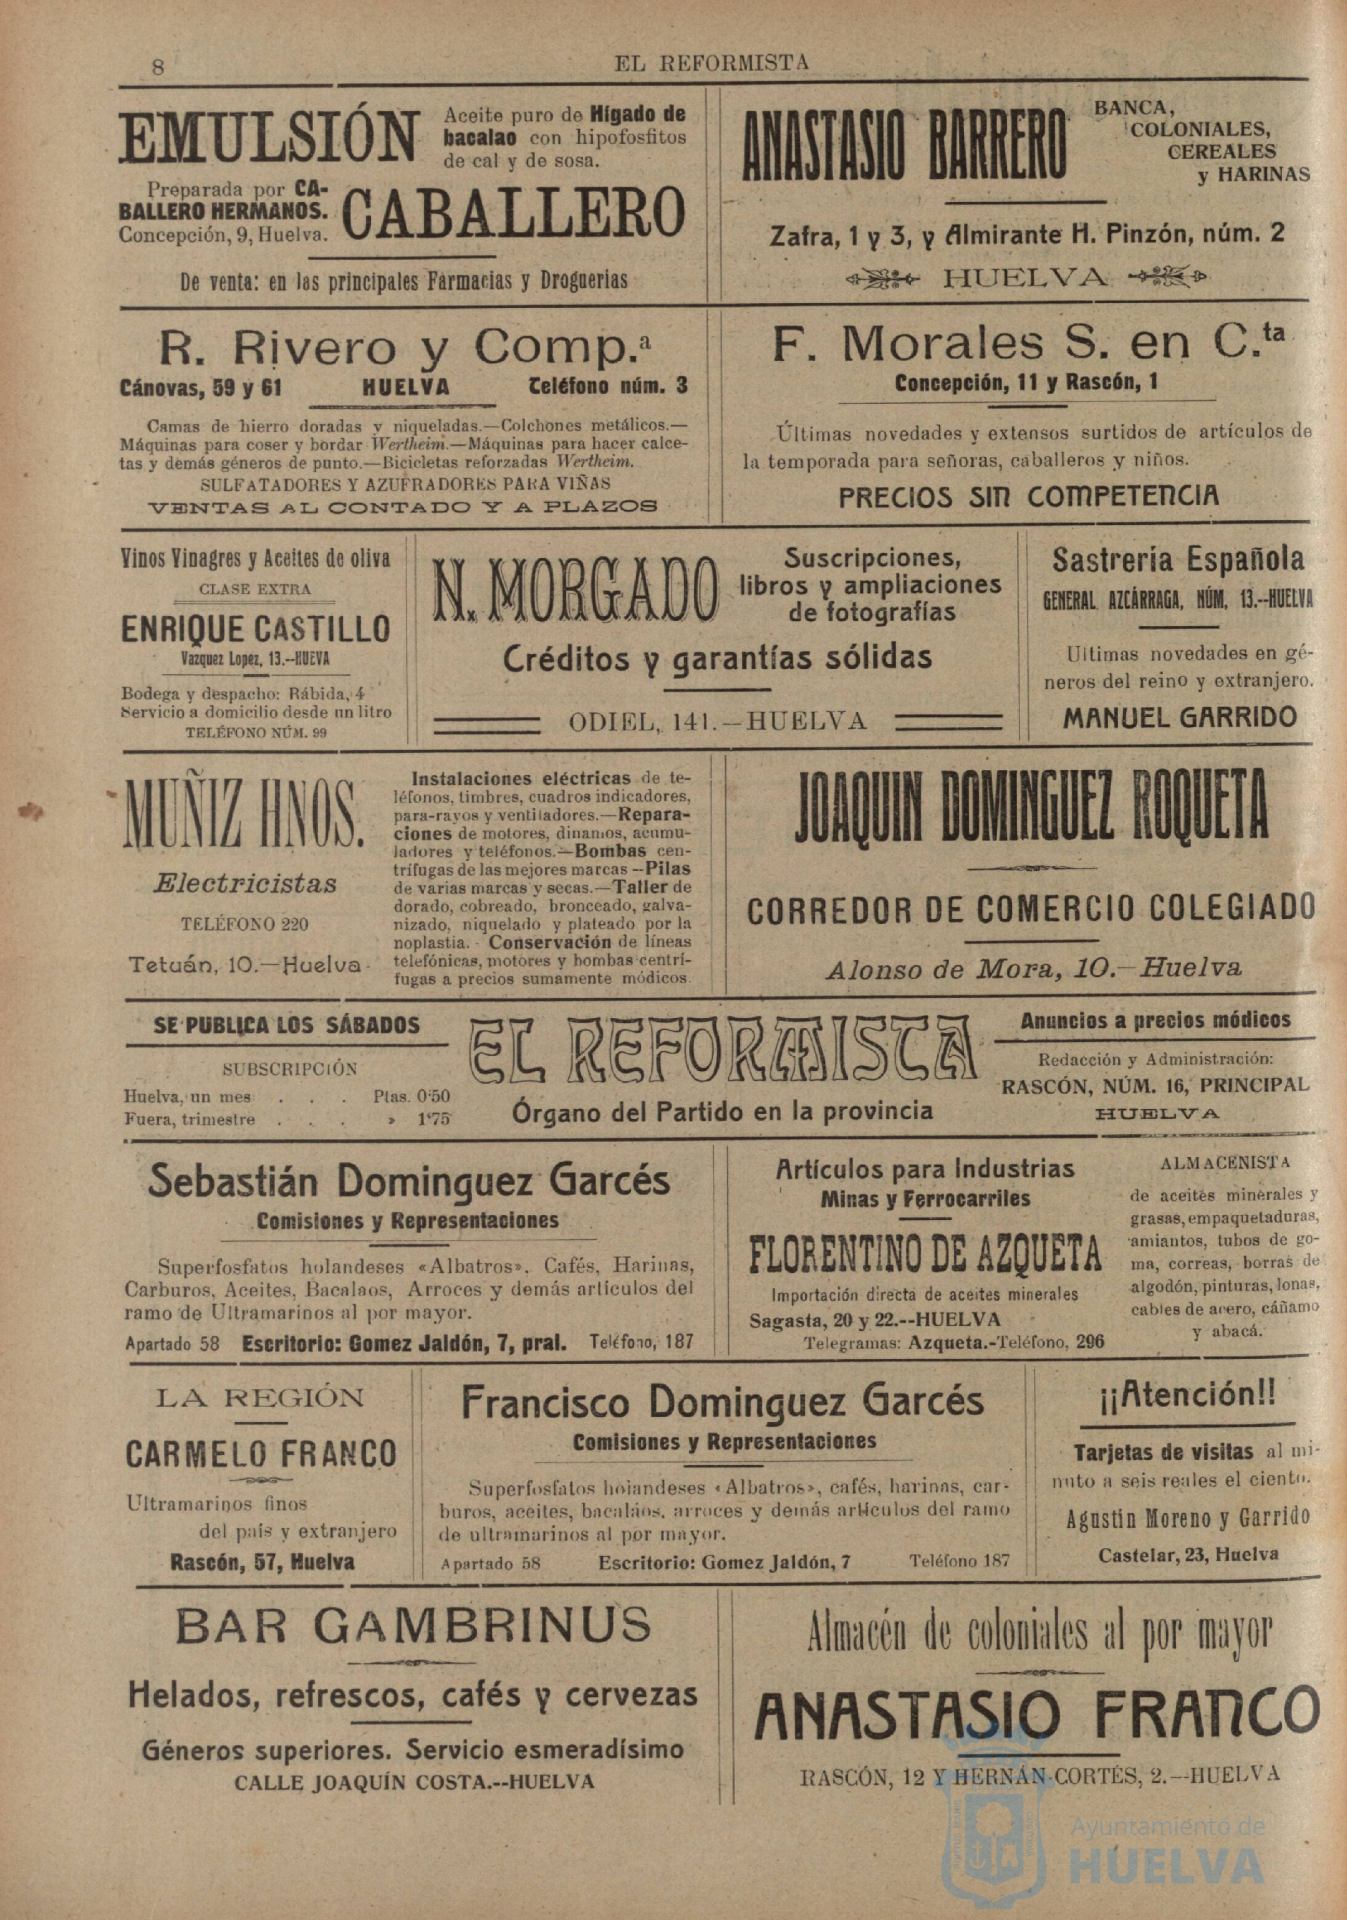 8
EL REFORMISTA
EMULSIÓN
Aceite puro de Hígado de
bacalao con hipofosfitos
de cal y de sosa.
Preparada por CA-
BALLERO HERMANOS.
Concepción, 9, Huelva.
CABALLERO
De venta: en las principales Farmacias y Droguerias
ANASTASIO BARRERO
BANCA,
COLONIALES,
CEREALES
y HARINAS
Zafra, 1 y 3, y Almirante H. Pinzón, núm. 2
HUELVA
R. Rivero y Comp.ª
Cánovas, 59 y 61 HUELVA Teléfono núm. 3
Camas de hierro doradas y niqueladas.—Colchones metálicos.—
Máquinas para coser y bordar Wertheim.—Máquinas para hacer calce-
tas y demás géneros de punto.—Bicicletas reforzadas Wertheim.
SULFATADORES Y AZUFRADORES PARA VIÑAS
VENTAS AL CONTADO Y A PLAZOS
F. Morales S. en C.ta
Concepción, 11 y Rascón, 1
Últimas novedades y extensos surtidos de artículos de
la temporada para señoras, caballeros y niños.
PRECIOS SIN COMPETENCIA
Vinos Vinagres y Aceites de oliva
CLASE EXTRA
ENRIQUE CASTILLO
Vazquez Lopez, 13.--HUEVA
Bodega y despacho: Rábida, 4
Servicio a domicilio desde un litro
TELÉFONO NÚM. 99
N. MORGADO
Suscripciones,
libros y ampliaciones
de fotografías
Créditos y garantías sólidas
ODIEL, 141.—HUELVA
Sastrería Española
GENERAL AZCÁRRAGA, NÚM. 13.--HUELVA
Ultimas novedades en gé-
neros del reino y extranjero.
MANUEL GARRIDO
MUÑIZ HNOS.
Electricistas
TELÉFONO 220
Tetuán, 10.—Huelva
Instalaciones eléctricas de te-
léfonos, timbres, cuadros indicadores,
para-rayos y ventiladores.—Repara-
ciones de motores, dinamos, acumu-
ladores y teléfonos.—Bombas cen-
trífugas de las mejores marcas —Pilas
de varias marcas y secas.—Taller de
dorado, cobreado, bronceado, galva-
nizado, niquelado y plateado por la
noplastia. - Conservación de líneas
telefónicas, motores y bombas centrí-
fugas a precios sumamente módicos.
JOAQUIN DOMINGUEZ ROQUETA
CORREDOR DE COMERCIO COLEGIADO
Alonso de Mora, 10.—Huelva
SE PUBLICA LOS SÁBADOS
SUBSCRIPCIÓN
Huelva, un mes . . . Ptas. 0'50
Fuera, trimestre . . . » 1'75
EL REFORMISTA
Órgano del Partido en la provincia
Anuncios a precios módicos
Redacción y Administración:
RASCÓN, NÚM. 16, PRINCIPAL
HUELVA
Sebastián Dominguez Garcés
Comisiones y Representaciones
Superfosfatos holandeses «Albatros». Cafés, Harinas,
Carburos, Aceites, Bacalaos, Arroces y demás artículos del
ramo de Ultramarinos al por mayor.
Apartado 58 Escritorio: Gomez Jaldón, 7, pral. Teléfono, 187
Artículos para Industrias
Minas y Ferrocarriles
FLORENTINO DE AZQUETA
Importación directa de aceites minerales
Sagasta, 20 y 22.--HUELVA
Telegramas: Azqueta.-Teléfono, 296
ALMACENISTA
de aceites minerales y
grasas, empaquetaduras,
amiantos, tubos de go-
ma, correas, borras de
algodón, pinturas, lonas,
cables de acero, cáñamo
y abacá.
LA REGIÓN
CARMELO FRANCO
Ultramarinos finos
del país y extranjero
Rascón, 57, Huelva
Francisco Dominguez Garcés
Comisiones y Representaciones
Superfosfatos holandeses «Albatros», cafés, harinas, car-
buros, aceites, bacalaos, arroces y demás artículos del ramo
de ultramarinos al por mayor.
Apartado 58 Escritorio: Gomez Jaldón, 7 Teléfono 187
¡¡Atención!!
Tarjetas de visitas al mi-
nuto a seis reales el ciento.
Agustin Moreno y Garrido
Castelar, 23, Huelva
BAR GAMBRINUS
Helados, refrescos, cafés y cervezas
Géneros superiores. Servicio esmeradísimo
CALLE JOAQUÍN COSTA.--HUELVA
Almacén de coloniales al por mayor
ANASTASIO FRANCO
RASCÓN, 12 Y HERNÁN-CORTÉS, 2.—HUELVA
Ayuntamiento de
HUELVA